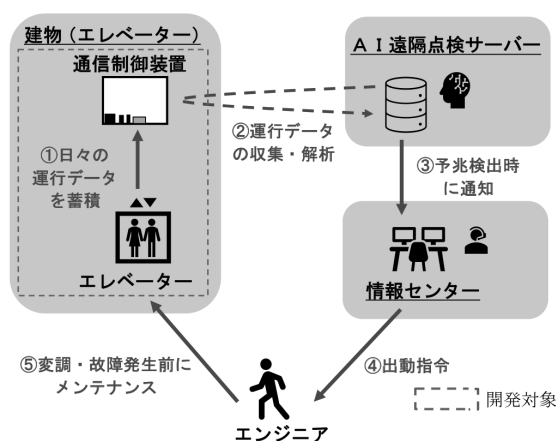 建物（エレベーター）
通信制御装置
①日々の
運行データ
を蓄積
エレベーター
②運行データ
の収集・解析
ＡＩ遠隔点検サーバー
③予兆検出時
に通知
情報センター
④出動指令
⑤変調・故障発生前に
メンテナンス
エンジニア
開発対象